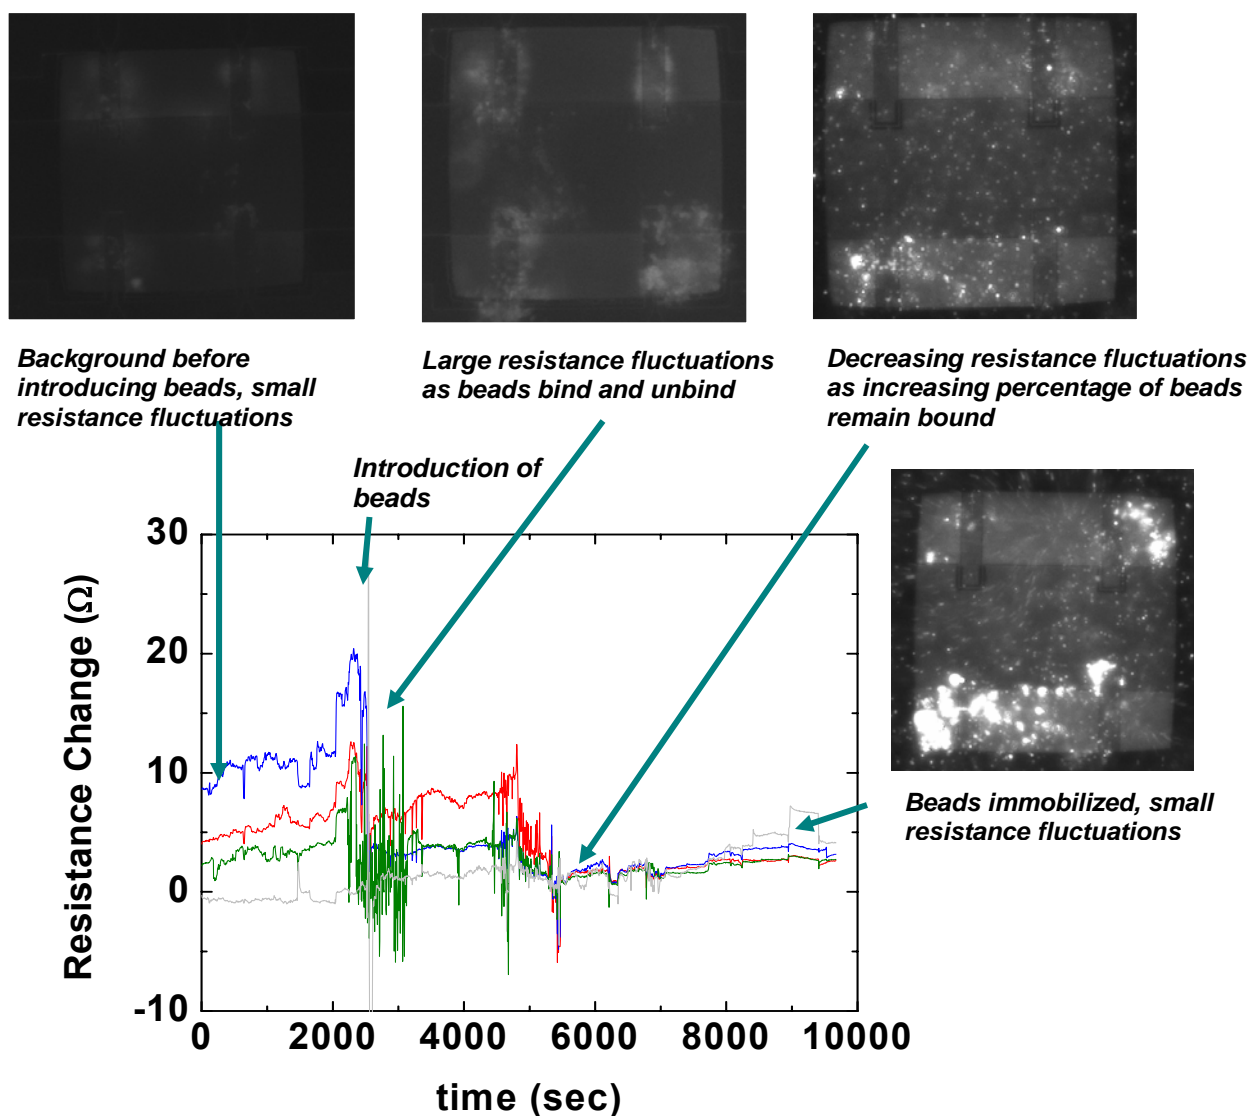 Background before
introducing beads, small
resistance fluctuations
Large resistance fluctuations
as beads bind and unbind
Decreasing resistance fluctuations
as increasing percentage of beads
remain bound
Introduction of
beads
Beads immobilized, small
resistance fluctuations
Resistance Change (Ω)
30
20
10
0
-10
0 2000 4000 6000 8000 10000
time (sec)